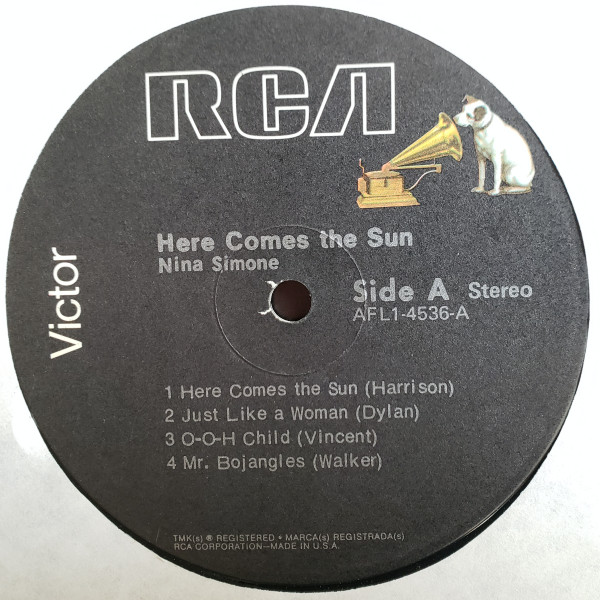 RCA
Victor
Here Comes the Sun
Nina Simone
Side A Stereo
AFL1-4536-A
1 Here Comes the Sun (Harrison)
2 Just Like a Woman (Dylan)
3 O-O-H Child (Vincent)
4 Mr. Bojangles (Walker)
TMK(s) ® REGISTERED • MARCA(s) REGISTRADA(s)
RCA CORPORATION—MADE IN U.S.A.